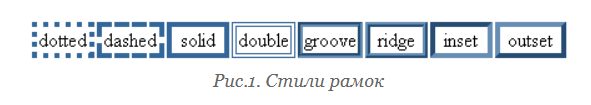 dotted dashed solid double groove ridge inset outset
Рис.1. Стили рамок